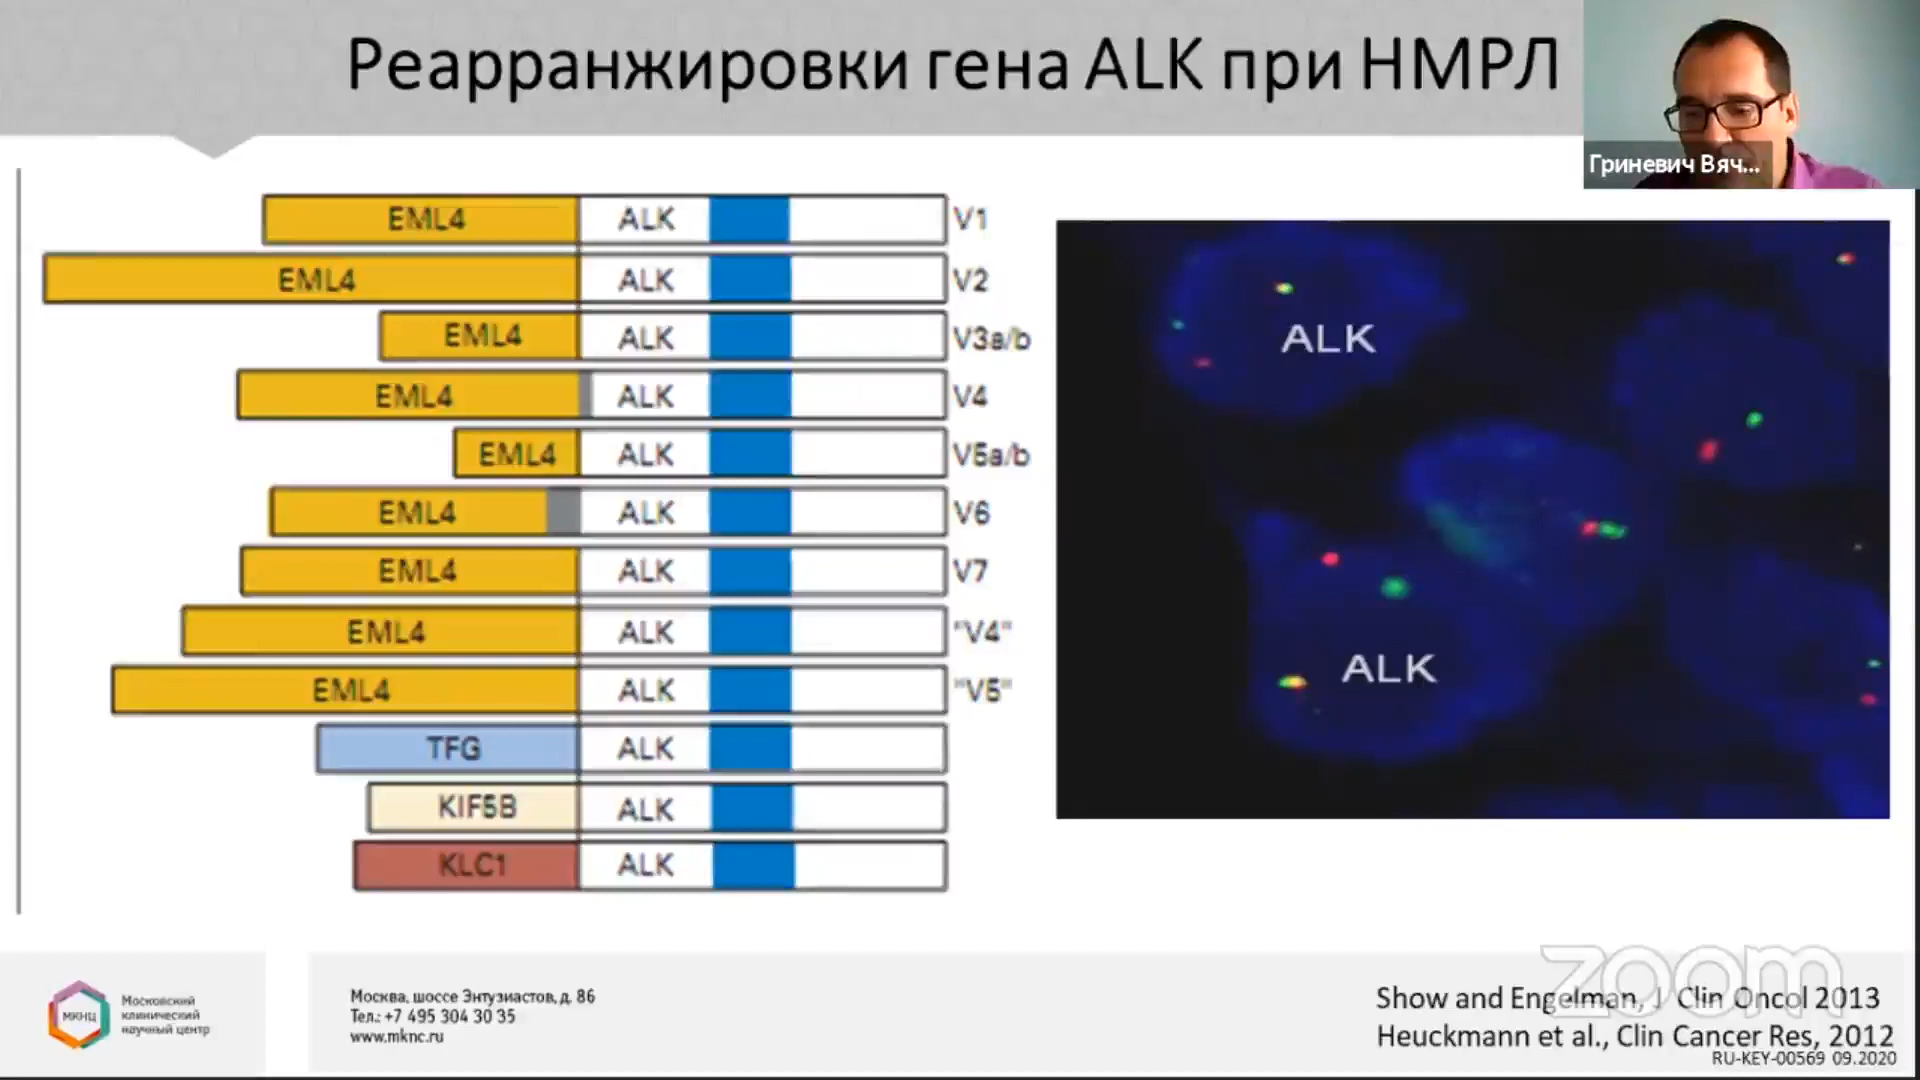 Реарранжировки гена ALK при НМРЛ
Гриневич Вяч...
EML4 ALK V1
EML4 ALK V2
EML4 ALK V3a/b
EML4 ALK V4
EML4 ALK V5a/b
EML4 ALK V6
EML4 ALK V7
EML4 ALK "V4"
EML4 ALK "V5"
TFG ALK
KIF5B ALK
KLC1 ALK
ALK
ALK
МКНЦ
Московский
клинический
научный центр
Москва, шоссе Энтузиастов, д. 86
Тел.: +7 495 304 30 35
www.mknc.ru
zoom
Show and Engelman, J Clin Oncol 2013
Heuckmann et al., Clin Cancer Res, 2012
RU-KEY-00569 09.2020